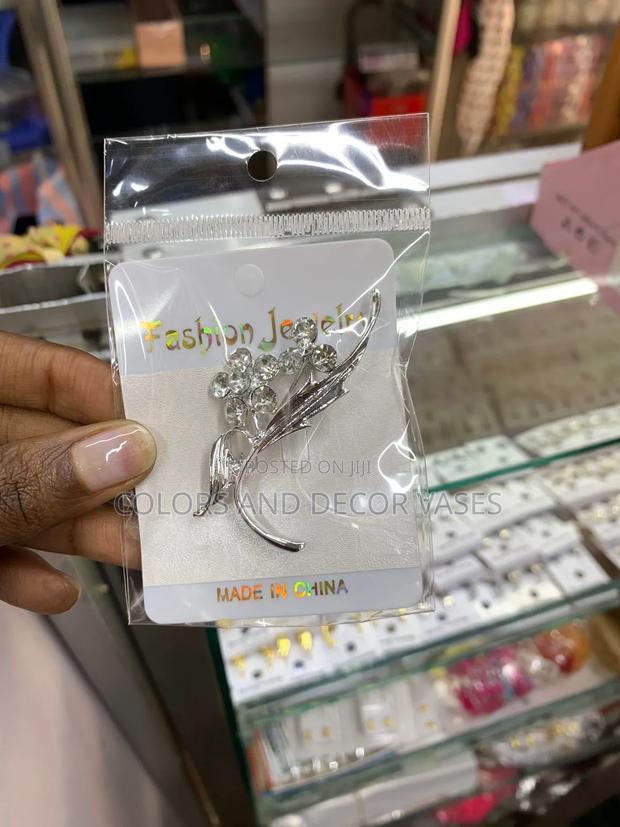 Fashion Jewelry
POSTED ON JIJI
COLORS AND DECOR VASES
MADE IN CHINA